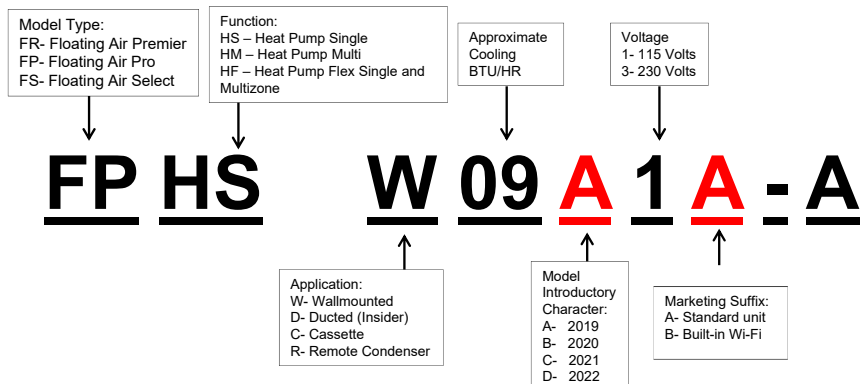 Model Type:
FR- Floating Air Premier
FP- Floating Air Pro
FS- Floating Air Select
Function:
HS – Heat Pump Single
HM – Heat Pump Multi
HF – Heat Pump Flex Single and
Multizone
Approximate
Cooling
BTU/HR
Voltage
1- 115 Volts
3- 230 Volts
FP HS W 09 A 1 A - A
Application:
W- Wallmounted
D- Ducted (Insider)
C- Cassette
R- Remote Condenser
Model
Introductory
Character:
A- 2019
B- 2020
C- 2021
D- 2022
Marketing Suffix:
A- Standard unit
B- Built-in Wi-Fi